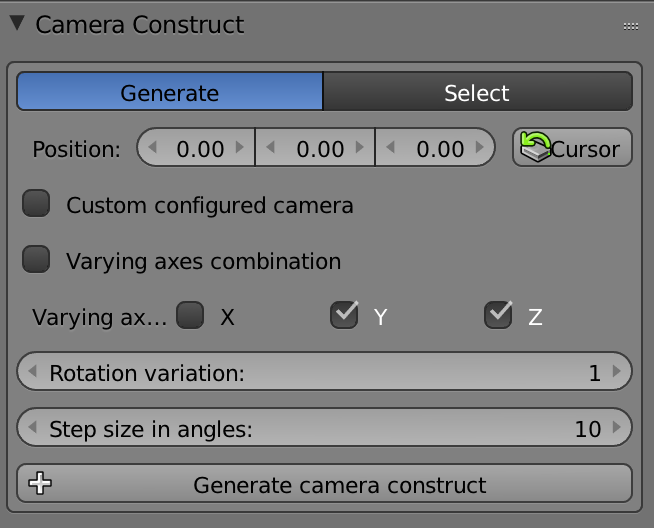 Camera Construct
Generate Select
Position: 0.00 0.00 0.00 Cursor
Custom configured camera
Varying axes combination
Varying ax... X Y Z
Rotation variation: 1
Step size in angles: 10
Generate camera construct